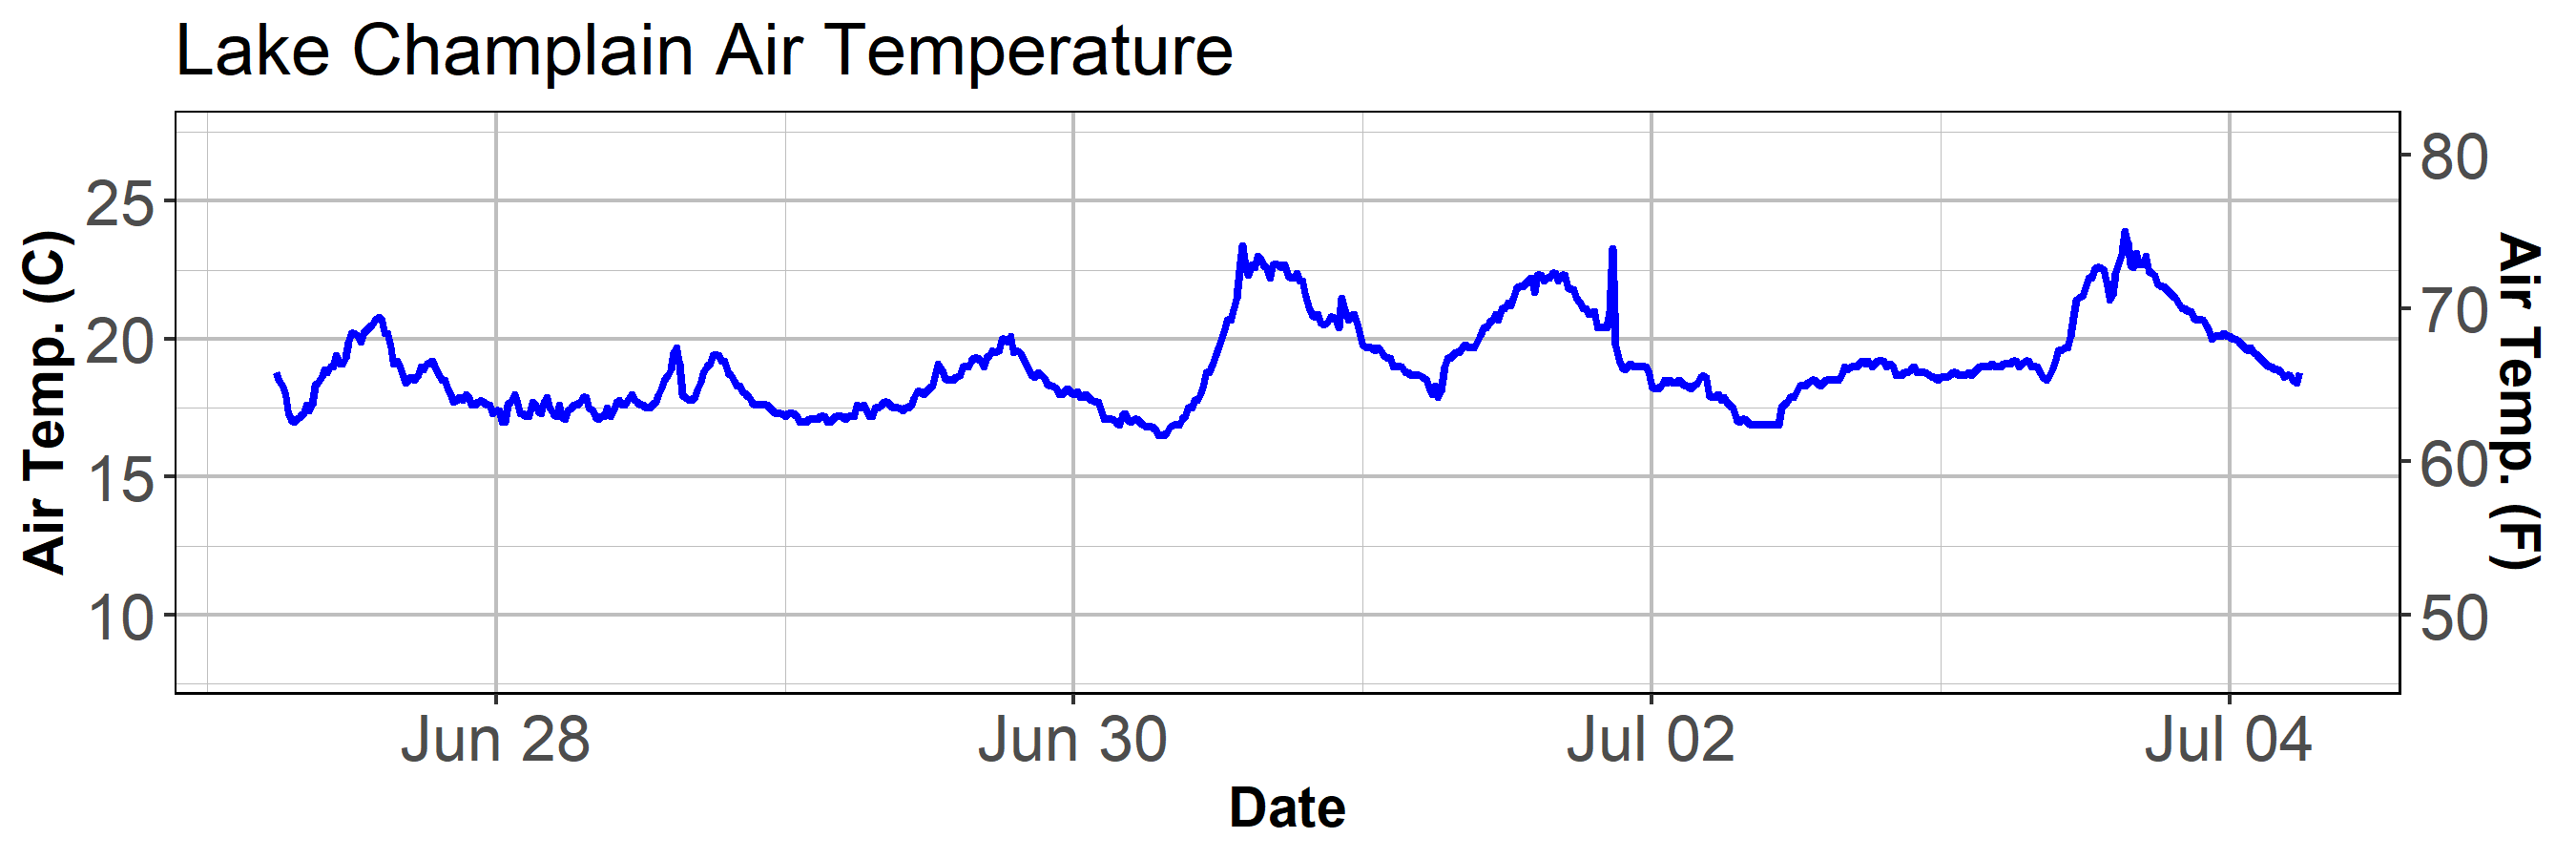 Lake Champlain Air Temperature
Air Temp. (C)
25
20
15
10
80
70
60
50
Air Temp. (F)
Jun 28
Jun 30
Jul 02
Jul 04
Date